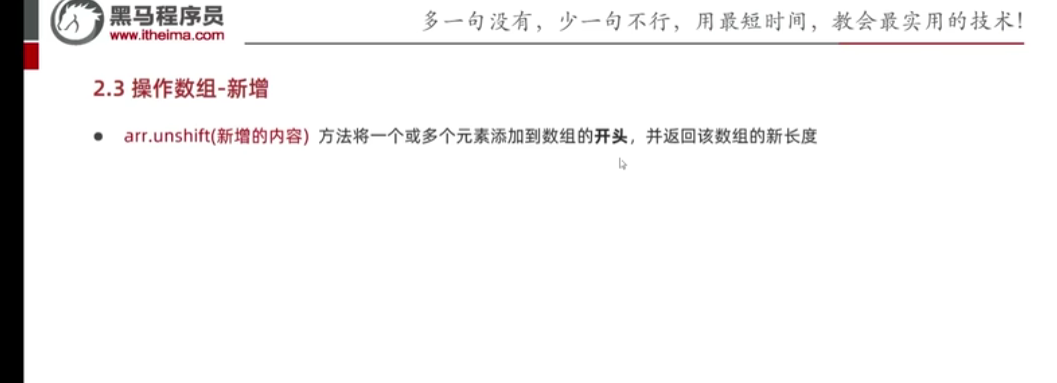 黑马程序员
www.itheima.com
多一句没有，少一句不行，用最短时间，教会最实用的技术！
2.3 操作数组-新增
● arr.unshift(新增的内容) 方法将一个或多个元素添加到数组的开头，并返回该数组的新长度